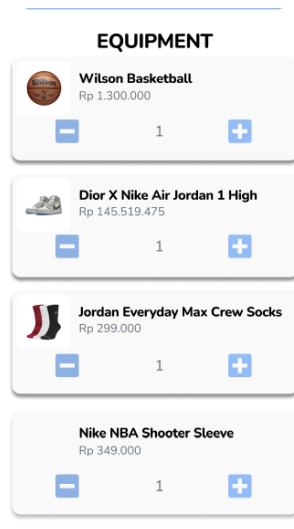 EQUIPMENT
Wilson Basketball
Rp 1.300.000
1
Dior X Nike Air Jordan 1 High
Rp 145.519.475
1
Jordan Everyday Max Crew Socks
Rp 299.000
1
Nike NBA Shooter Sleeve
Rp 349.000
1